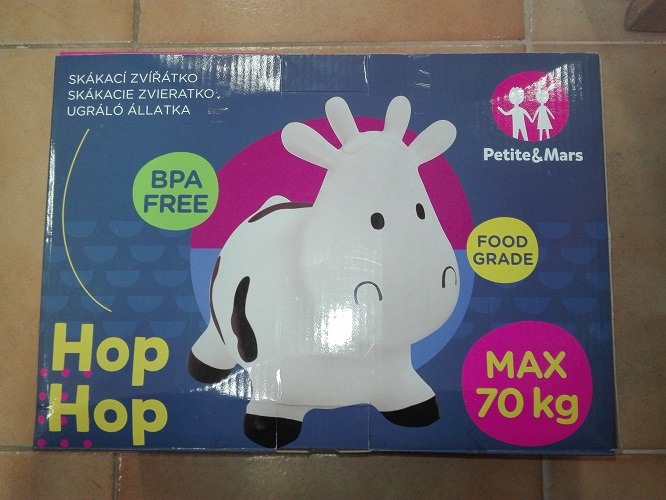 SKÁKACÍ ZVÍŘÁTKO
SKÁKACIE ZVIERATKO
UGRÁLÓ ÁLLATKA
Petite&Mars
BPA
FREE
FOOD
GRADE
Hop
Hop
MAX
70 kg